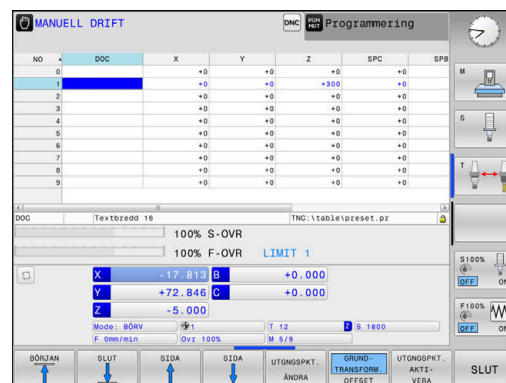 MANUELL DRIFT
DNC
PGM
MGT
Programmering
NO DOC X Y Z SPC SPB
0 +0 +0 +0 +0
1 +0 +0 +300 +0
2 +0 +0 +0 +0
3 +0 +0 +0 +0
4 +0 +0 +0 +0
5 +0 +0 +0 +0
6 +0 +0 +0 +0
7 +0 +0 +0 +0
8 +0 +0 +0 +0
9 +0 +0 +0 +0
DOC Textbredd 16 TNC:\table\preset.pr
100% S-OVR
100% F-OVR LIMIT 1
X -17.813 B +0.000
Y +72.846 C +0.000
Z -5.000
Mode: BÖRV 1 T 12 Z S 1800
F 0mm/min Ovr 100% M 5/9
M
S
T
S100%
OFF ON
F100%
OFF ON
BÖRJAN
SLUT
SIDA
SIDA
UTGNGSPKT.
ÄNDRA
GRUND-
TRANSFORM.
OFFSET
UTGNGSPKT.
AKTI-
VERA
SLUT